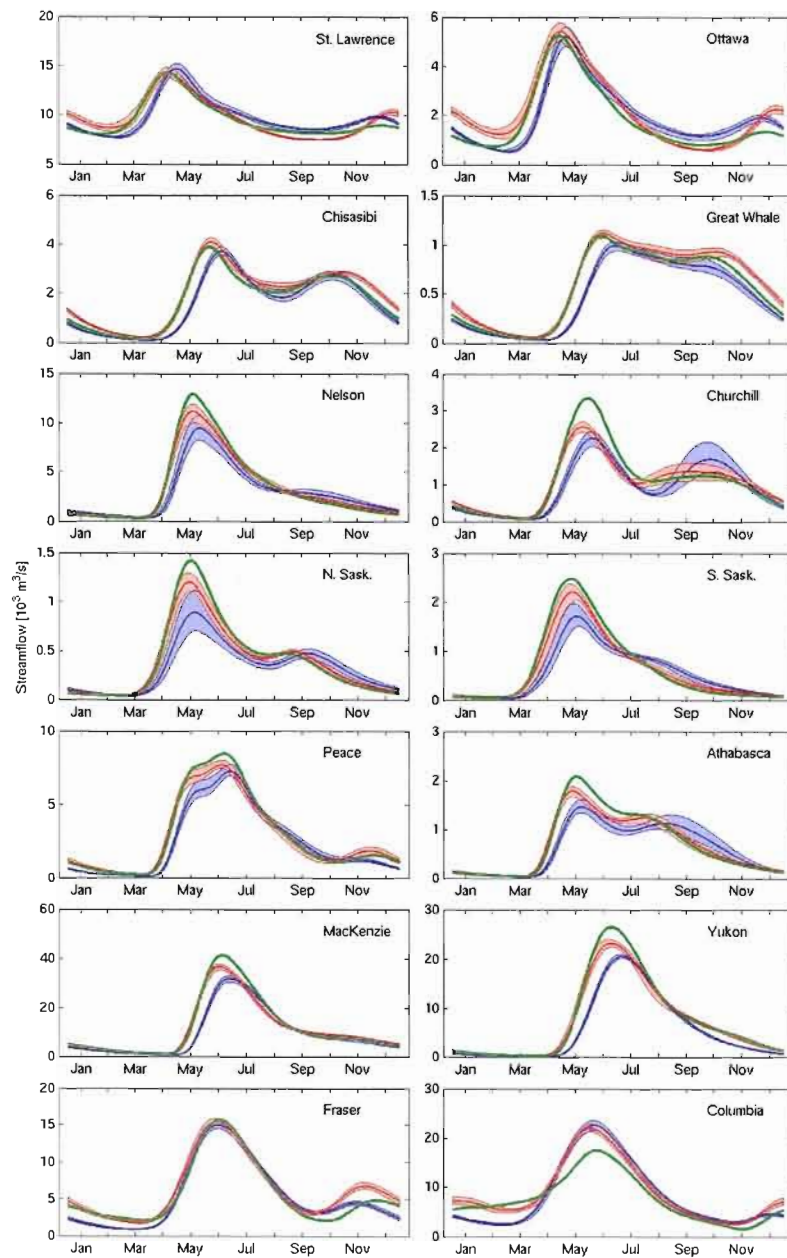 St. Lawrence
20
15
10
5
Jan Mar May Jul Sep Nov
Ottawa
6
4
2
0
Jan Mar May Jul Sep Nov
Chisasibi
6
4
2
0
Jan Mar May Jul Sep Nov
Great Whale
1.5
1
0.5
0
Jan Mar May Jul Sep Nov
Nelson
15
10
5
0
Jan Mar May Jul Sep Nov
Churchill
4
3
2
1
0
Jan Mar May Jul Sep Nov
Streamflow [10³ m³/s]
N. Sask.
1.5
1
0.5
0
Jan Mar May Jul Sep Nov
S. Sask.
3
2
1
0
Jan Mar May Jul Sep Nov
Peace
10
5
0
Jan Mar May Jul Sep Nov
Athabasca
3
2
1
0
Jan Mar May Jul Sep Nov
MacKenzie
60
40
20
0
Jan Mar May Jul Sep Nov
Yukon
30
20
10
0
Jan Mar May Jul Sep Nov
Fraser
20
15
10
5
0
Jan Mar May Jul Sep Nov
Columbia
30
20
10
0
Jan Mar May Jul Sep Nov